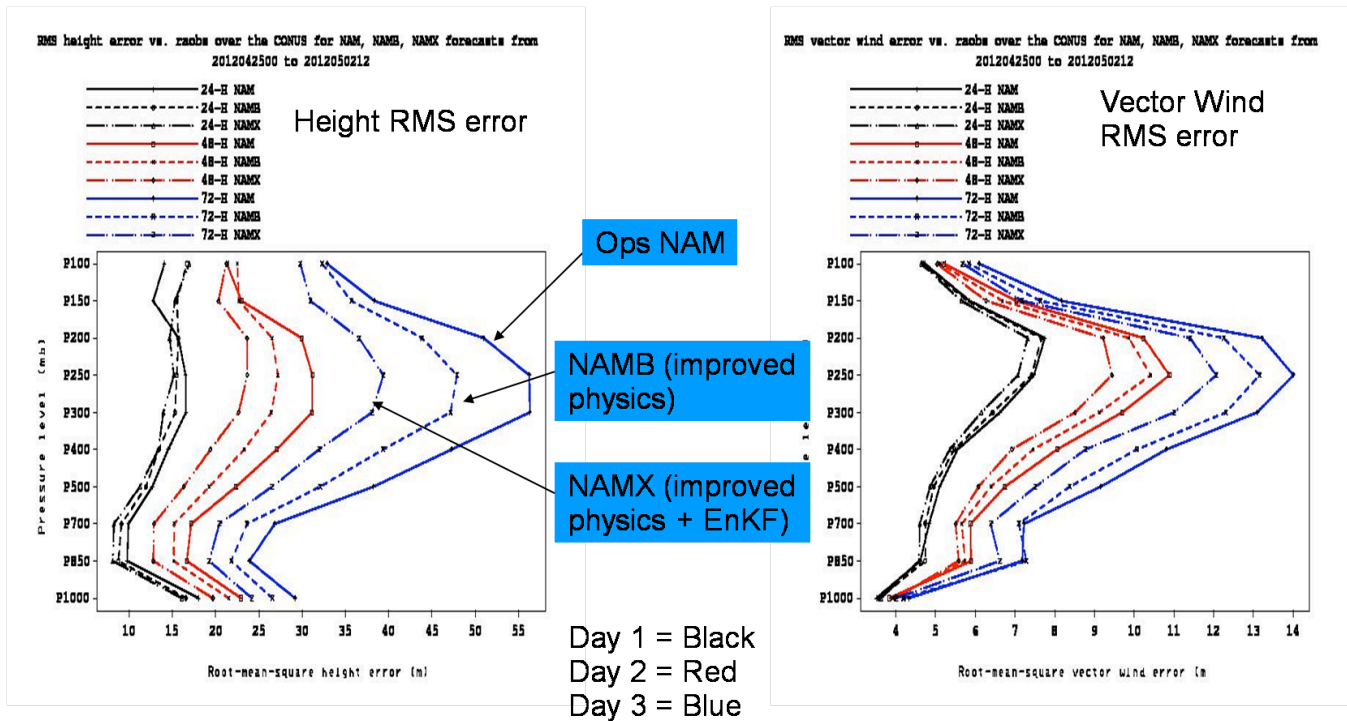 RMS height error vs. raobs over the CONUS for NAM, NAMB, NAMX forecasts from
2012042500 to 2012050212
24-H NAM
24-H NAMB
24-H NAMX
48-H NAM
48-H NAMB
48-H NAMX
72-H NAM
72-H NAMB
72-H NAMX
Height RMS error
Pressure level (mb)
P100
P150
P200
P250
P300
P400
P500
P700
P850
P1000
10 15 20 25 30 35 40 45 50 55
Root-mean-square height error (m)
Ops NAM
NAMB (improved
physics)
NAMX (improved
physics + EnKF)
Day 1 = Black
Day 2 = Red
Day 3 = Blue
RMS vector wind error vs. raobs over the CONUS for NAM, NAMB, NAMX forecasts from
2012042500 to 2012050212
24-H NAM
24-H NAMB
24-H NAMX
48-H NAM
48-H NAMB
48-H NAMX
72-H NAM
72-H NAMB
72-H NAMX
Vector Wind
RMS error
P100
P150
P200
P250
P300
P400
P500
P700
P850
P1000
4 5 6 7 8 9 10 11 12 13 14
Root-mean-square vector wind error (m